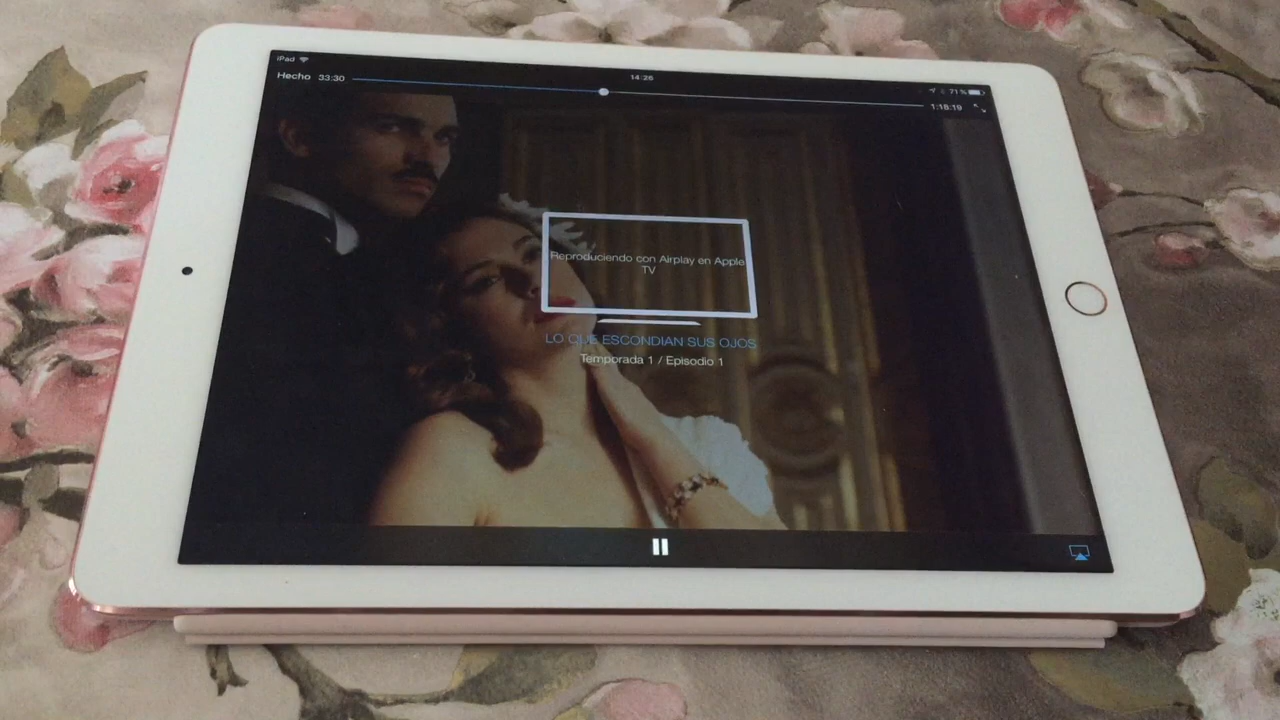 iPad
14:26
71 %
Hecho 33:30
1:18:19
Reproduciendo con Airplay en Apple
TV
LO QUE ESCONDIAN SUS OJOS
Temporada 1 / Episodio 1